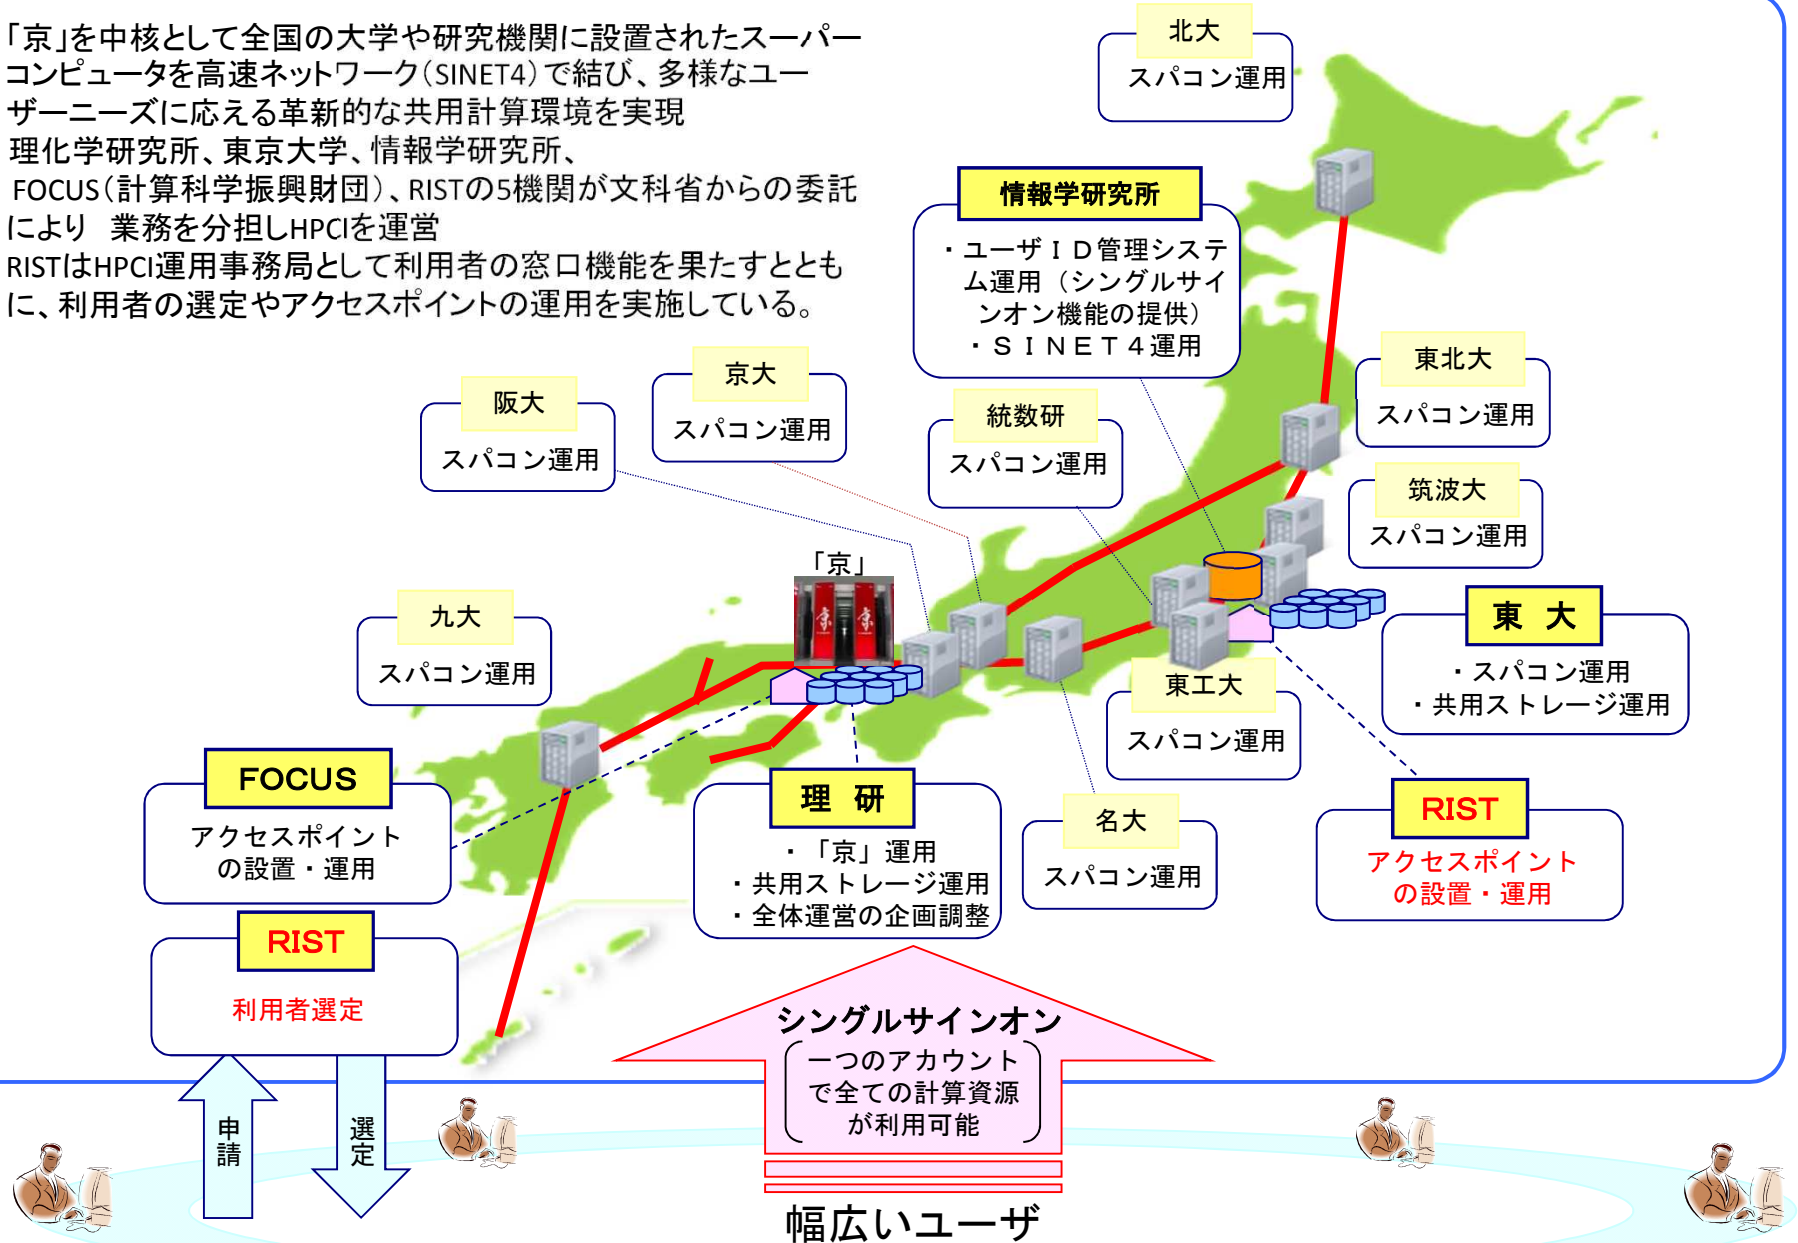 「京」を中核として全国の大学や研究機関に設置されたスーパー
コンピュータを高速ネットワーク(SINET4)で結び、多様なユー
ザーニーズに応える革新的な共用計算環境を実現
理化学研究所、東京大学、情報学研究所、
FOCUS(計算科学振興財団)、RISTの5機関が文科省からの委託
により 業務を分担しHPCIを運営
RISTはHPCI運用事務局として利用者の窓口機能を果たすととも
に、利用者の選定やアクセスポイントの運用を実施している。
北大
スパコン運用
情報学研究所
・ユーザID管理システ
ム運用(シングルサイ
ンオン機能の提供)
・SINET4運用
東北大
スパコン運用
京大
スパコン運用
阪大
スパコン運用
統数研
スパコン運用
筑波大
スパコン運用
「京」
京
京
九大
スパコン運用
東 大
・スパコン運用
・共用ストレージ運用
東工大
スパコン運用
FOCUS
アクセスポイント
の設置・運用
理 研
・「京」運用
・共用ストレージ運用
・全体運営の企画調整
名大
スパコン運用
RIST
アクセスポイント
の設置・運用
RIST
利用者選定
申請
選定
シングルサインオン
一つのアカウント
で全ての計算資源
が利用可能
幅広いユーザ